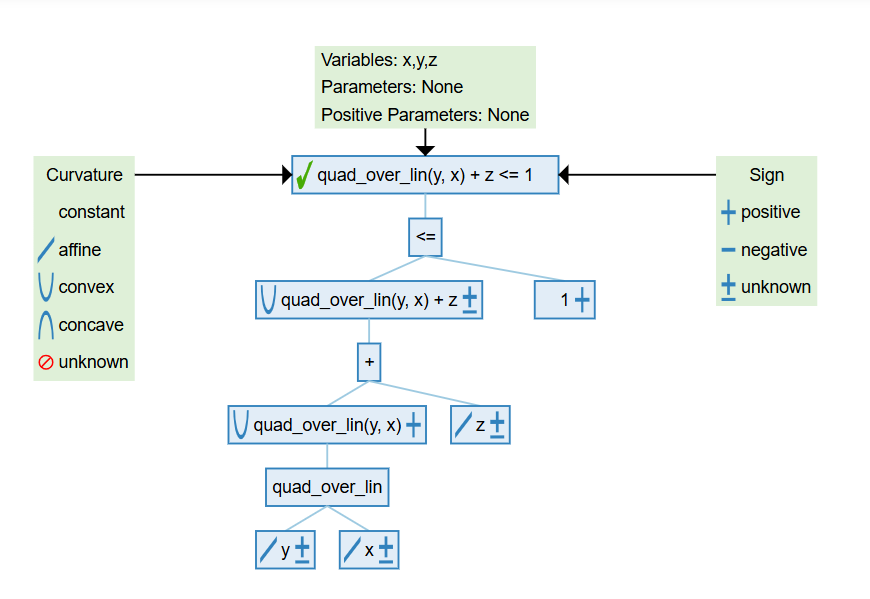 Variables: x,y,z
Parameters: None
Positive Parameters: None
Curvature
constant
affine
convex
concave
unknown
quad_over_lin(y, x) + z <= 1
Sign
+ positive
- negative
± unknown
<=
quad_over_lin(y, x) + z ±
1 +
+
quad_over_lin(y, x) +
z ±
quad_over_lin
y ±
x ±